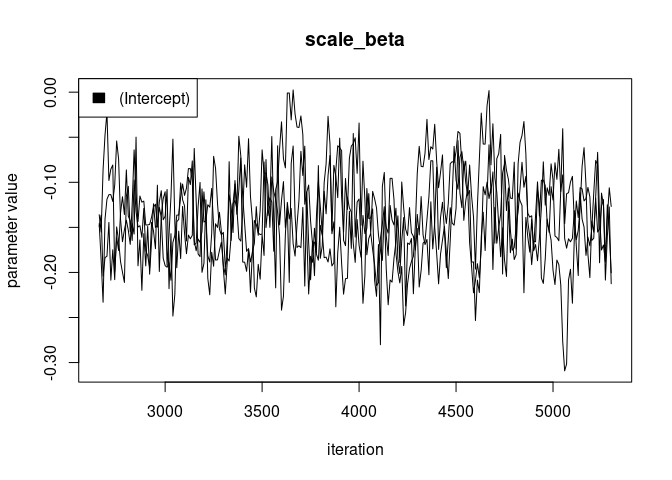 scale_beta
(Intercept)
parameter value
0.00
-0.10
-0.20
-0.30
3000 3500 4000 4500 5000
iteration